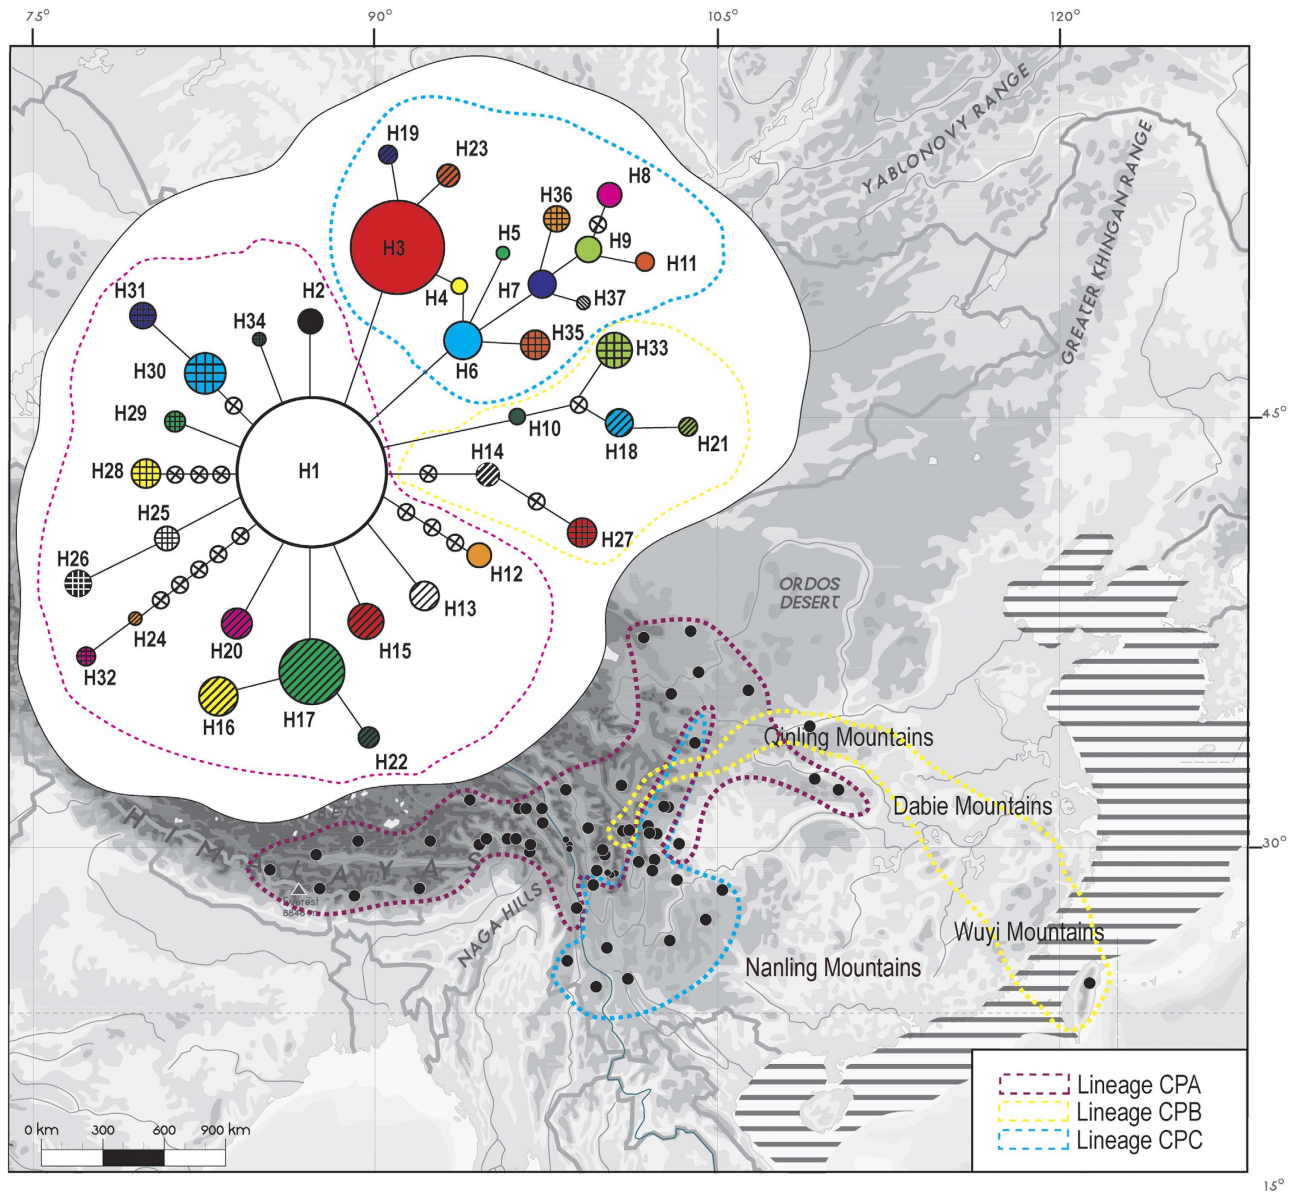 75°
90°
105°
120°
YABLONOVY RANGE
GREATER KHINGAN RANGE
H19
H23
H8
H36
H3
H5
H9
H11
H4
H7
H37
H31
H2
H34
H35
H33
H6
H30
H29
H10
H18
H21
45°
H28
H1
H14
H25
H27
H26
H12
H13
H24
H20
H15
H32
H16
H17
H22
ORDOS
DESERT
Qinling Mountains
Dabie Mountains
HIMALAYAS
30°
Everest
NAGA HILLS
Wuyi Mountains
Nanling Mountains
Lineage CPA
Lineage CPB
Lineage CPC
0 km 300 600 900 km
15°